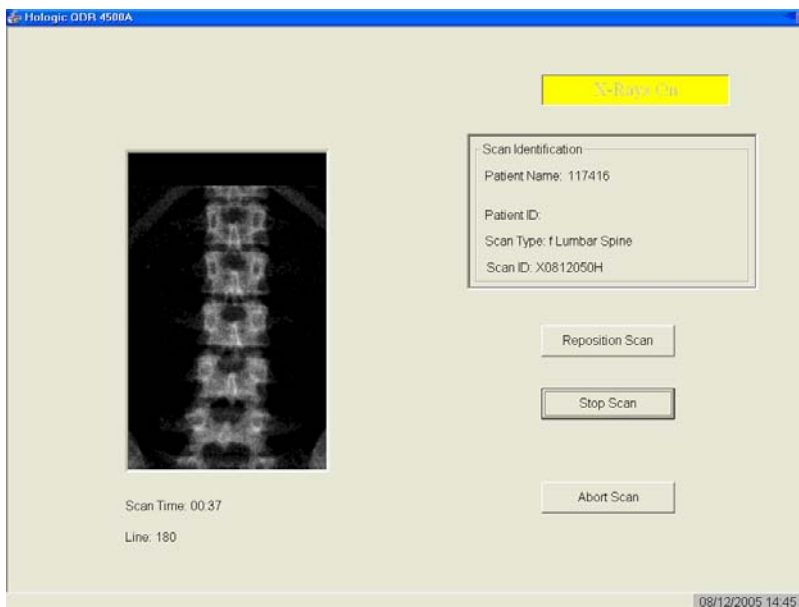 Hologic QDR 4500A
X-Rays On
Scan Identification
Patient Name: 117416
Patient ID:
Scan Type: f Lumbar Spine
Scan ID: X0812050H
Reposition Scan
Stop Scan
Abort Scan
Scan Time: 00:37
Line: 180
08/12/2005 14:45